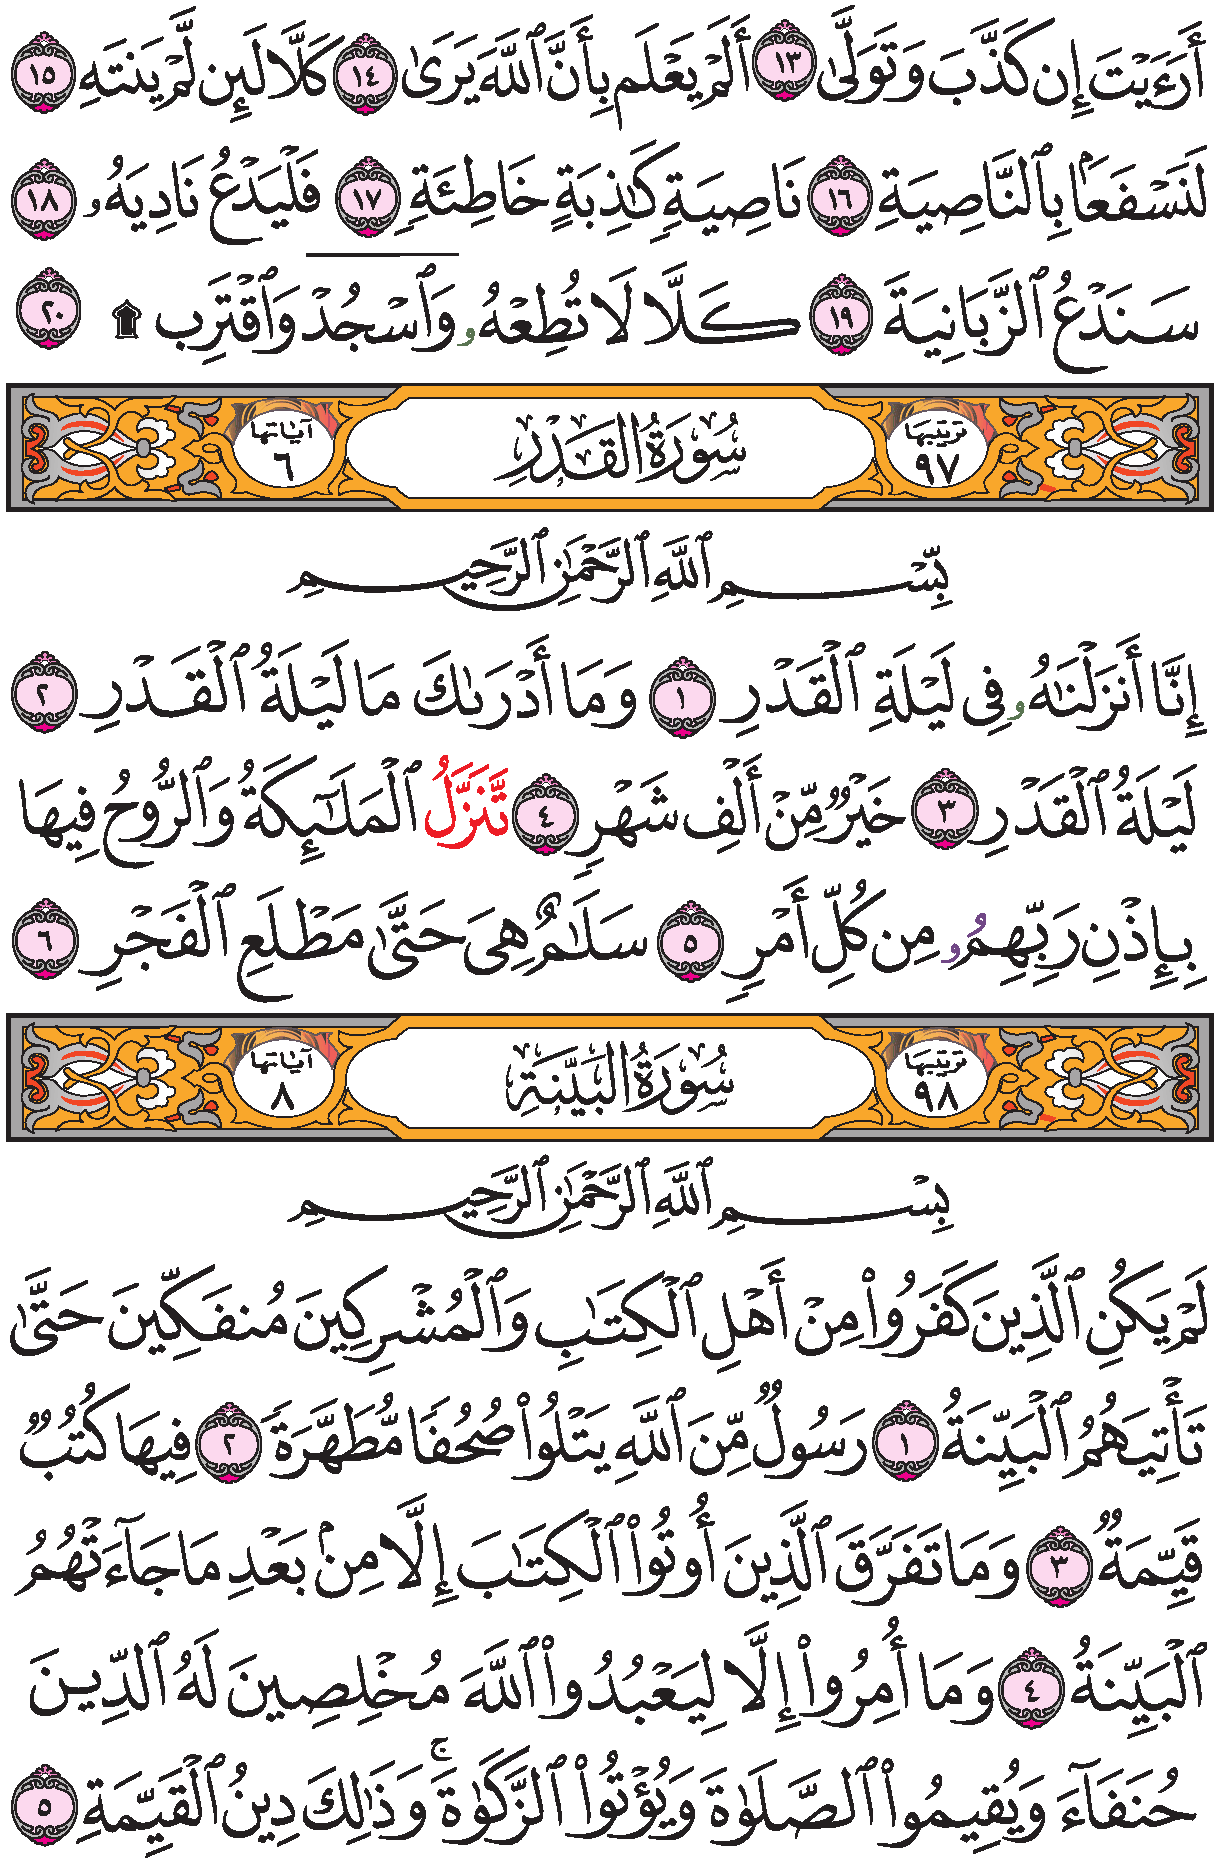 أَرَءَيْتَ إِن كَذَّبَ وَتَوَلَّىٰ ١٣ أَلَمْ يَعْلَم بِأَنَّ ٱللَّهَ يَرَىٰ ١٤ كَلَّا لَئِن لَّمْ يَنتَهِ ١٥
لَنَسْفَعَۢا بِٱلنَّاصِيَةِ ١٦ نَاصِيَةٍ كَٰذِبَةٍ خَاطِئَةٍ ١٧ فَلْيَدْعُ نَادِيَهُۥ ١٨
سَنَدْعُ ٱلزَّبَانِيَةَ ١٩ كَلَّا لَا تُطِعْهُۥ وَٱسْجُدْ وَٱقْتَرِب ۩ ٢٠
ترتيبها ٩٧ سُورَةُ القَدْرِ آياتها ٦
بِّسْمِ ٱللَّهِ ٱلرَّحْمَٰنِ ٱلرَّحِيمِ
إِنَّا أَنزَلْنَٰهُۥ فِى لَيْلَةِ ٱلْقَدْرِ ١ وَمَا أَدْرَىٰكَ مَا لَيْلَةُ ٱلْقَدْرِ ٢
لَيْلَةُ ٱلْقَدْرِ ٣ خَيْرٌ مِّنْ أَلْفِ شَهْرٍ ٤ تَّنَزَّلُ ٱلْمَلَٰٓئِكَةُ وَٱلرُّوحُ فِيهَا
بِإِذْنِ رَبِّهِمُۥ مِن كُلِّ أَمْرٍ ٥ سَلَٰمٌ هِىَ حَتَّىٰ مَطْلَعِ ٱلْفَجْرِ ٦
ترتيبها ٩٨ سُورَةُ البَيِّنَةِ آياتها ٨
بِسْمِ ٱللَّهِ ٱلرَّحْمَٰنِ ٱلرَّحِيمِ
لَمْ يَكُنِ ٱلَّذِينَ كَفَرُوا۟ مِنْ أَهْلِ ٱلْكِتَٰبِ وَٱلْمُشْرِكِينَ مُنفَكِّينَ حَتَّىٰ
تَأْتِيَهُمُ ٱلْبَيِّنَةُ ١ رَسُولٌ مِّنَ ٱللَّهِ يَتْلُوا۟ صُحُفًا مُّطَهَّرَةً ٢ فِيهَا كُتُبٌ
قَيِّمَةٌ ٣ وَمَا تَفَرَّقَ ٱلَّذِينَ أُوتُوا۟ ٱلْكِتَٰبَ إِلَّا مِنۢ بَعْدِ مَا جَآءَتْهُمُ
ٱلْبَيِّنَةُ ٤ وَمَا أُمِرُوا۟ إِلَّا لِيَعْبُدُوا۟ ٱللَّهَ مُخْلِصِينَ لَهُ ٱلدِّينَ
حُنَفَآءَ وَيُقِيمُوا۟ ٱلصَّلَوٰةَ وَيُؤْتُوا۟ ٱلزَّكَوٰةَ ۚ وَذَٰلِكَ دِينُ ٱلْقَيِّمَةِ ٥